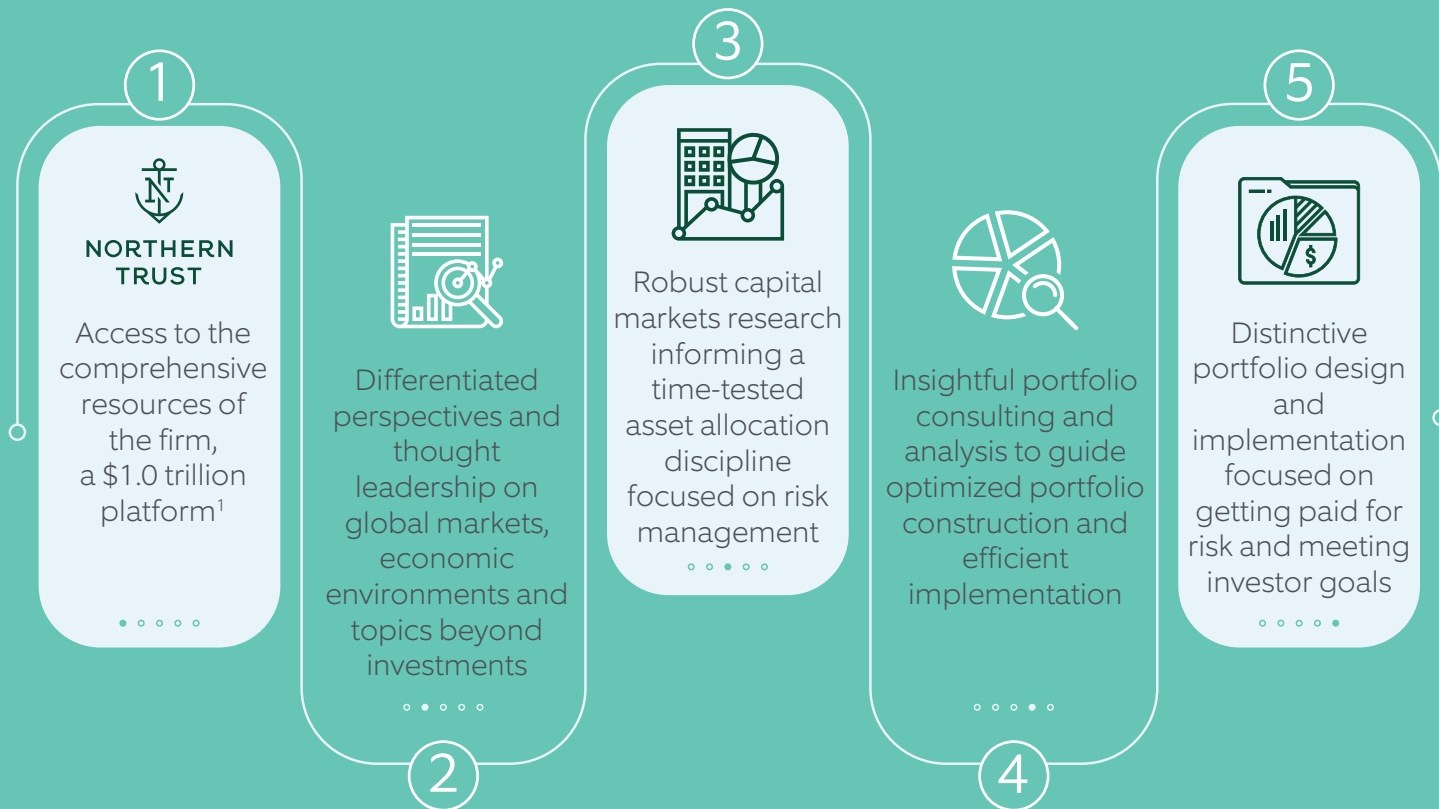 1
NORTHERN
TRUST
Access to the
comprehensive
resources of
the firm,
a $1.0 trillion
platform¹
Differentiated
perspectives and
thought
leadership on
global markets,
economic
environments and
topics beyond
investments
2
3
Robust capital
markets research
informing a
time-tested
asset allocation
discipline
focused on risk
management
Insightful portfolio
consulting and
analysis to guide
optimized portfolio
construction and
efficient
implementation
4
5
$
Distinctive
portfolio design
and
implementation
focused on
getting paid for
risk and meeting
investor goals